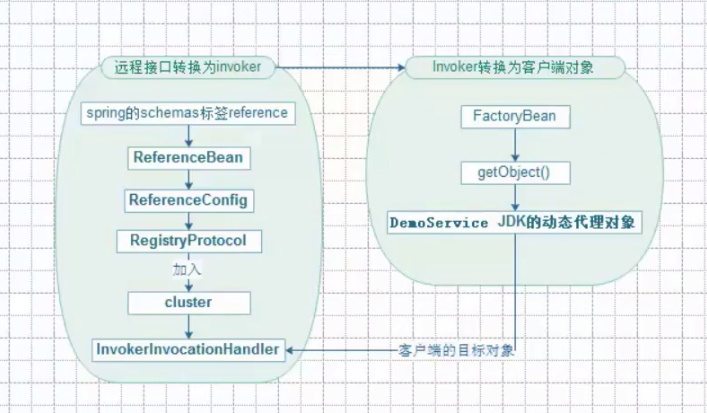 远程接口转换为invoker
spring的schemas标签reference
ReferenceBean
ReferenceConfig
RegistryProtocol
加入
cluster
InvokerInvocationHandler
Invoker转换为客户端对象
FactoryBean
getObject()
DemoService JDK的动态代理对象
客户端的目标对象